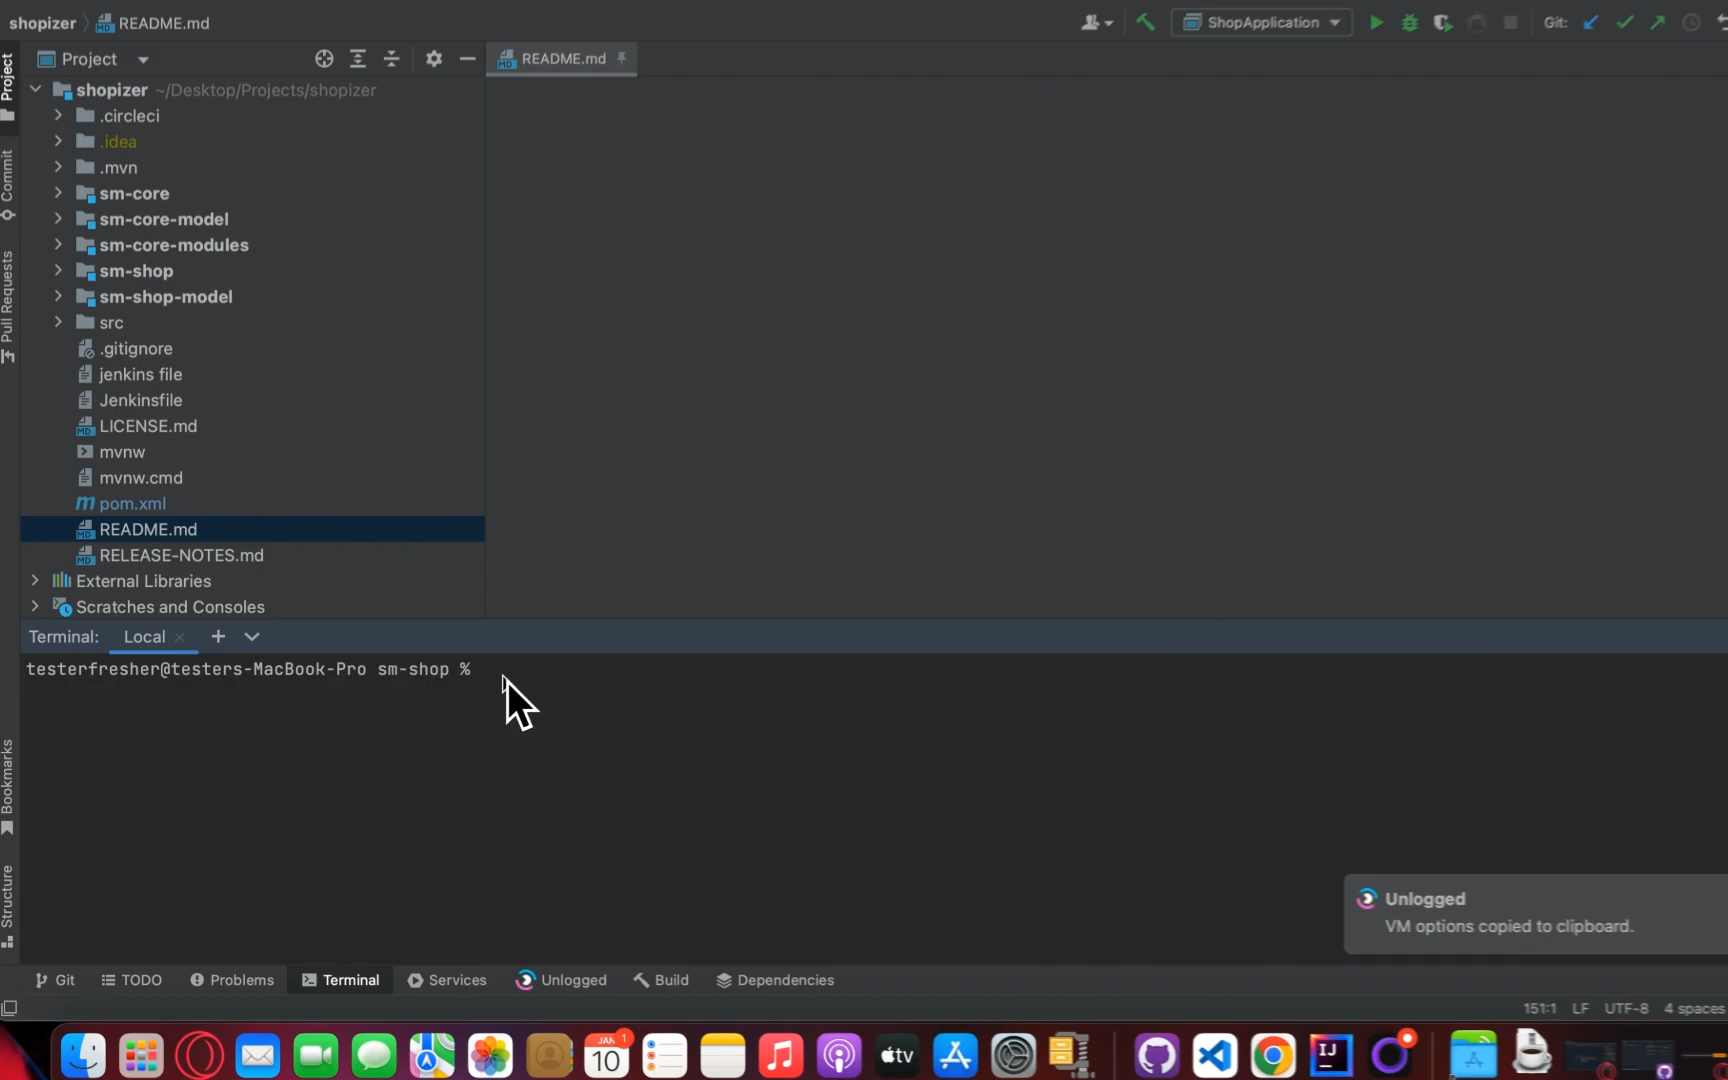 shopizer README.md
ShopApplication Git:
Project
README.md
shopizer ~/Desktop/Projects/shopizer
.circleci
.idea
.mvn
sm-core
sm-core-model
sm-core-modules
sm-shop
sm-shop-model
src
.gitignore
jenkins file
Jenkinsfile
LICENSE.md
mvnw
mvnw.cmd
pom.xml
README.md
RELEASE-NOTES.md
External Libraries
Scratches and Consoles
Project
Commit
Pull Requests
Bookmarks
Structure
Terminal: Local
testerfresher@testers-MacBook-Pro sm-shop %
Unlogged
VM options copied to clipboard.
Git TODO Problems Terminal Services Unlogged Build Dependencies
151:1 LF UTF-8 4 spaces
JAN 1
10
tv
IJ